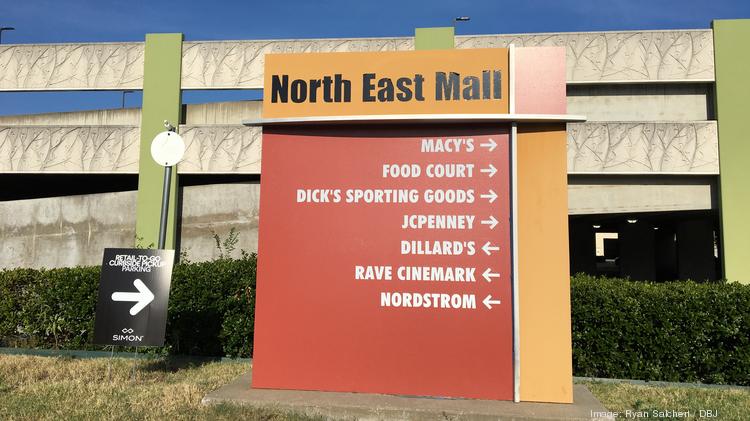 North East Mall
MACY'S →
FOOD COURT →
DICK'S SPORTING GOODS →
JCPENNEY →
DILLARD'S ←
RAVE CINEMARK ←
NORDSTROM ←
RETAIL-TO-GO
CURBSIDE PICKUP
PARKING
→
SIMON
Image: Ryan Salchert / DBJ